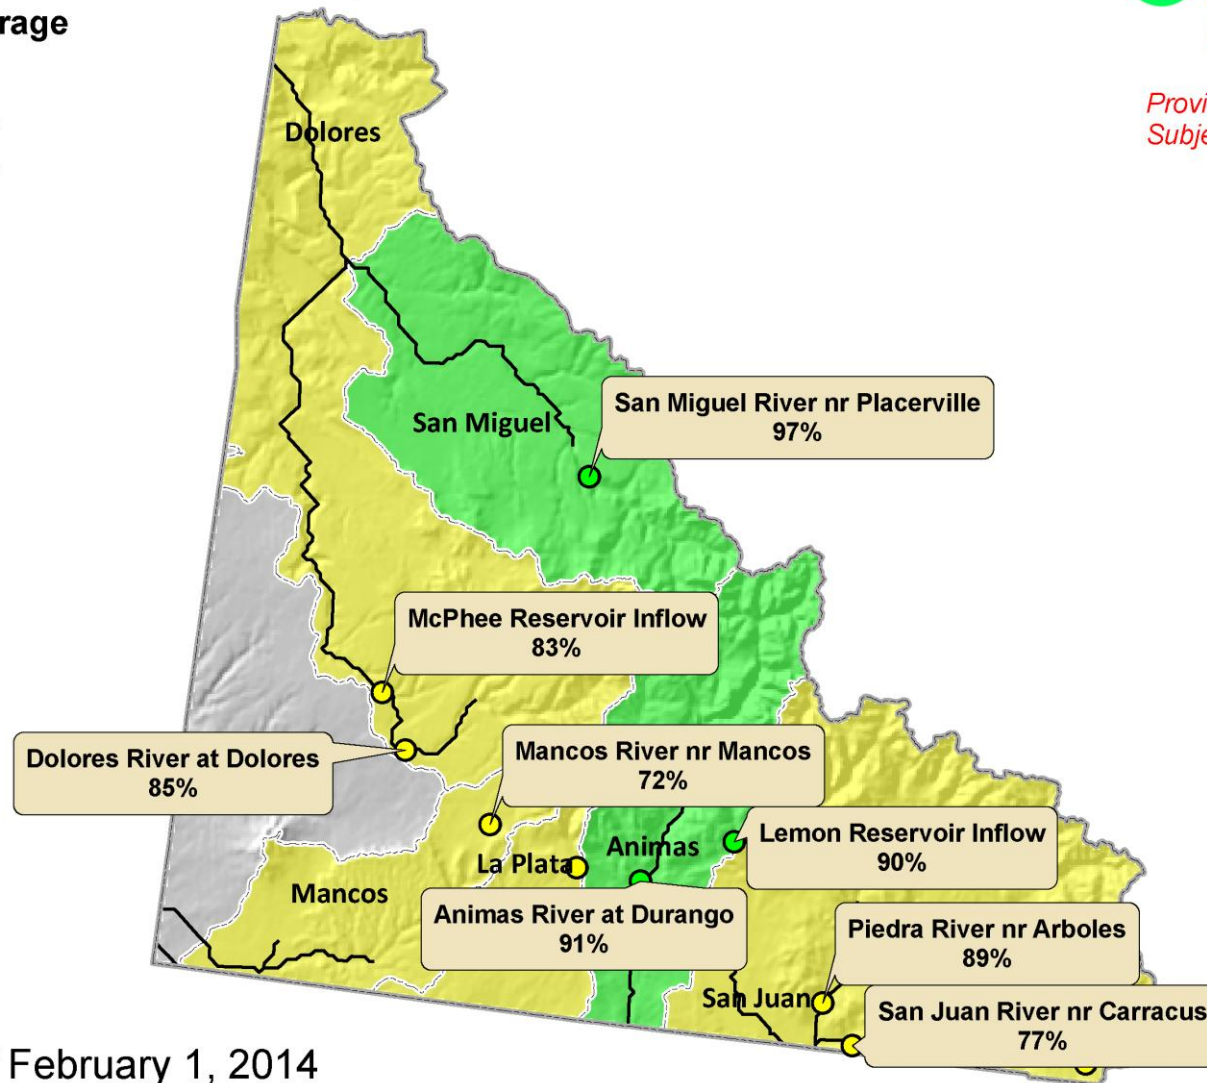 rage
Provi
Subje
Dolores
San Miguel River nr Placerville
97%
San Miguel
McPhee Reservoir Inflow
83%
Dolores River at Dolores
85%
Mancos River nr Mancos
72%
Lemon Reservoir Inflow
90%
Animas
La Plata
Mancos
Animas River at Durango
91%
Piedra River nr Arboles
89%
San Juan
San Juan River nr Carracus
77%
February 1, 2014